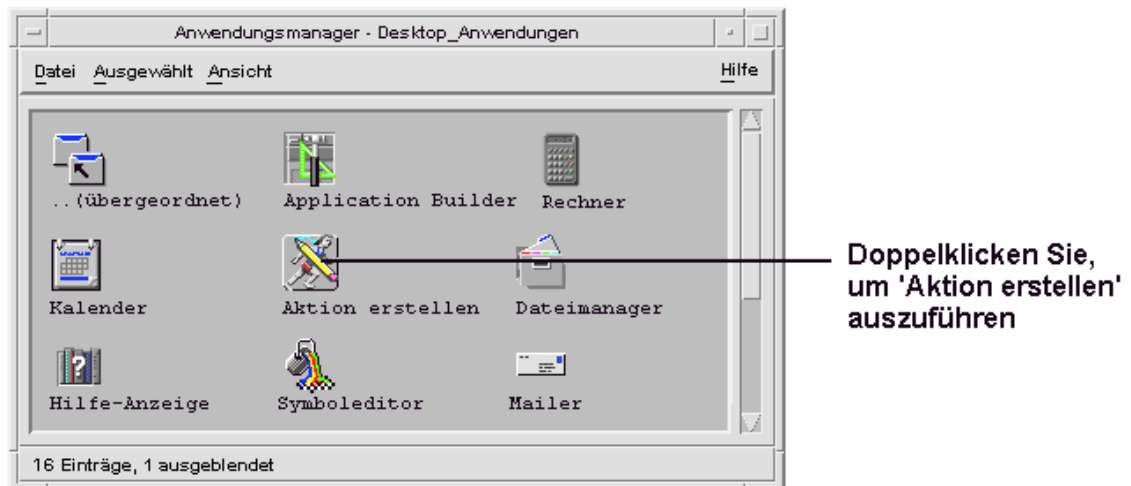 Anwendungsmanager - Desktop_Anwendungen
Datei Ausgewählt Ansicht Hilfe
..(übergeordnet) Application Builder Rechner
Kalender Aktion erstellen Dateimanager
Hilfe-Anzeige Symboleditor Mailer
16 Einträge, 1 ausgeblendet
Doppelklicken Sie,
um 'Aktion erstellen'
auszuführen